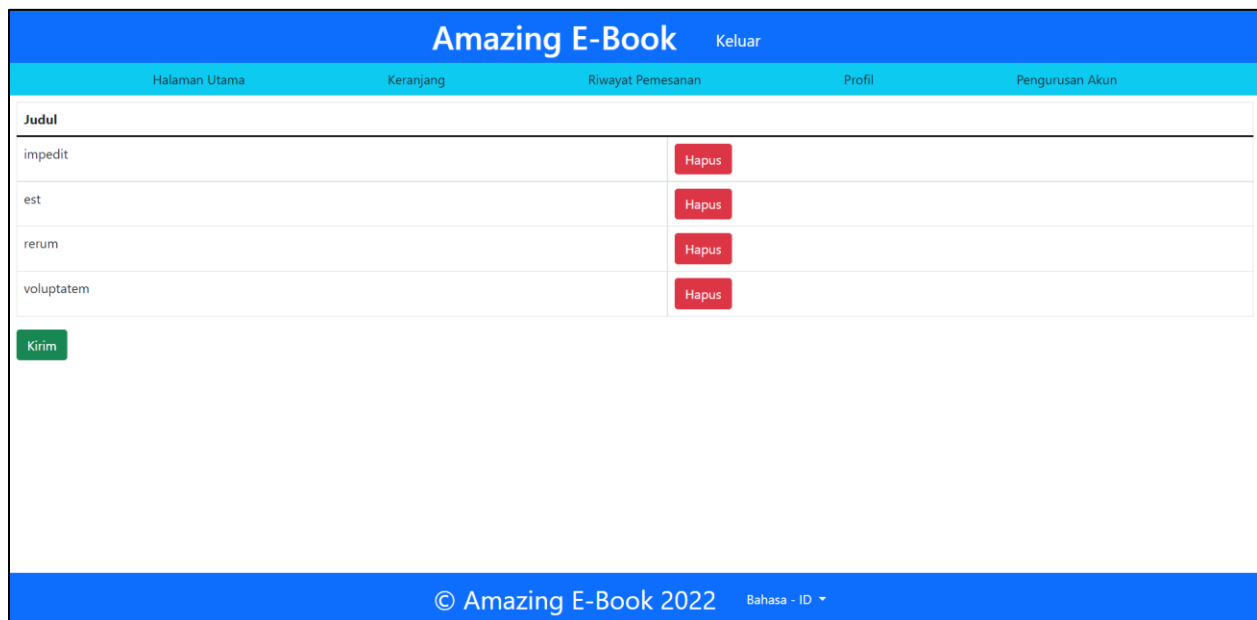 Amazing E-Book Keluar
Halaman Utama Keranjang Riwayat Pemesanan Profil Pengurusan Akun
Judul
impedit Hapus
est Hapus
rerum Hapus
voluptatem Hapus
Kirim
© Amazing E-Book 2022 Bahasa - ID